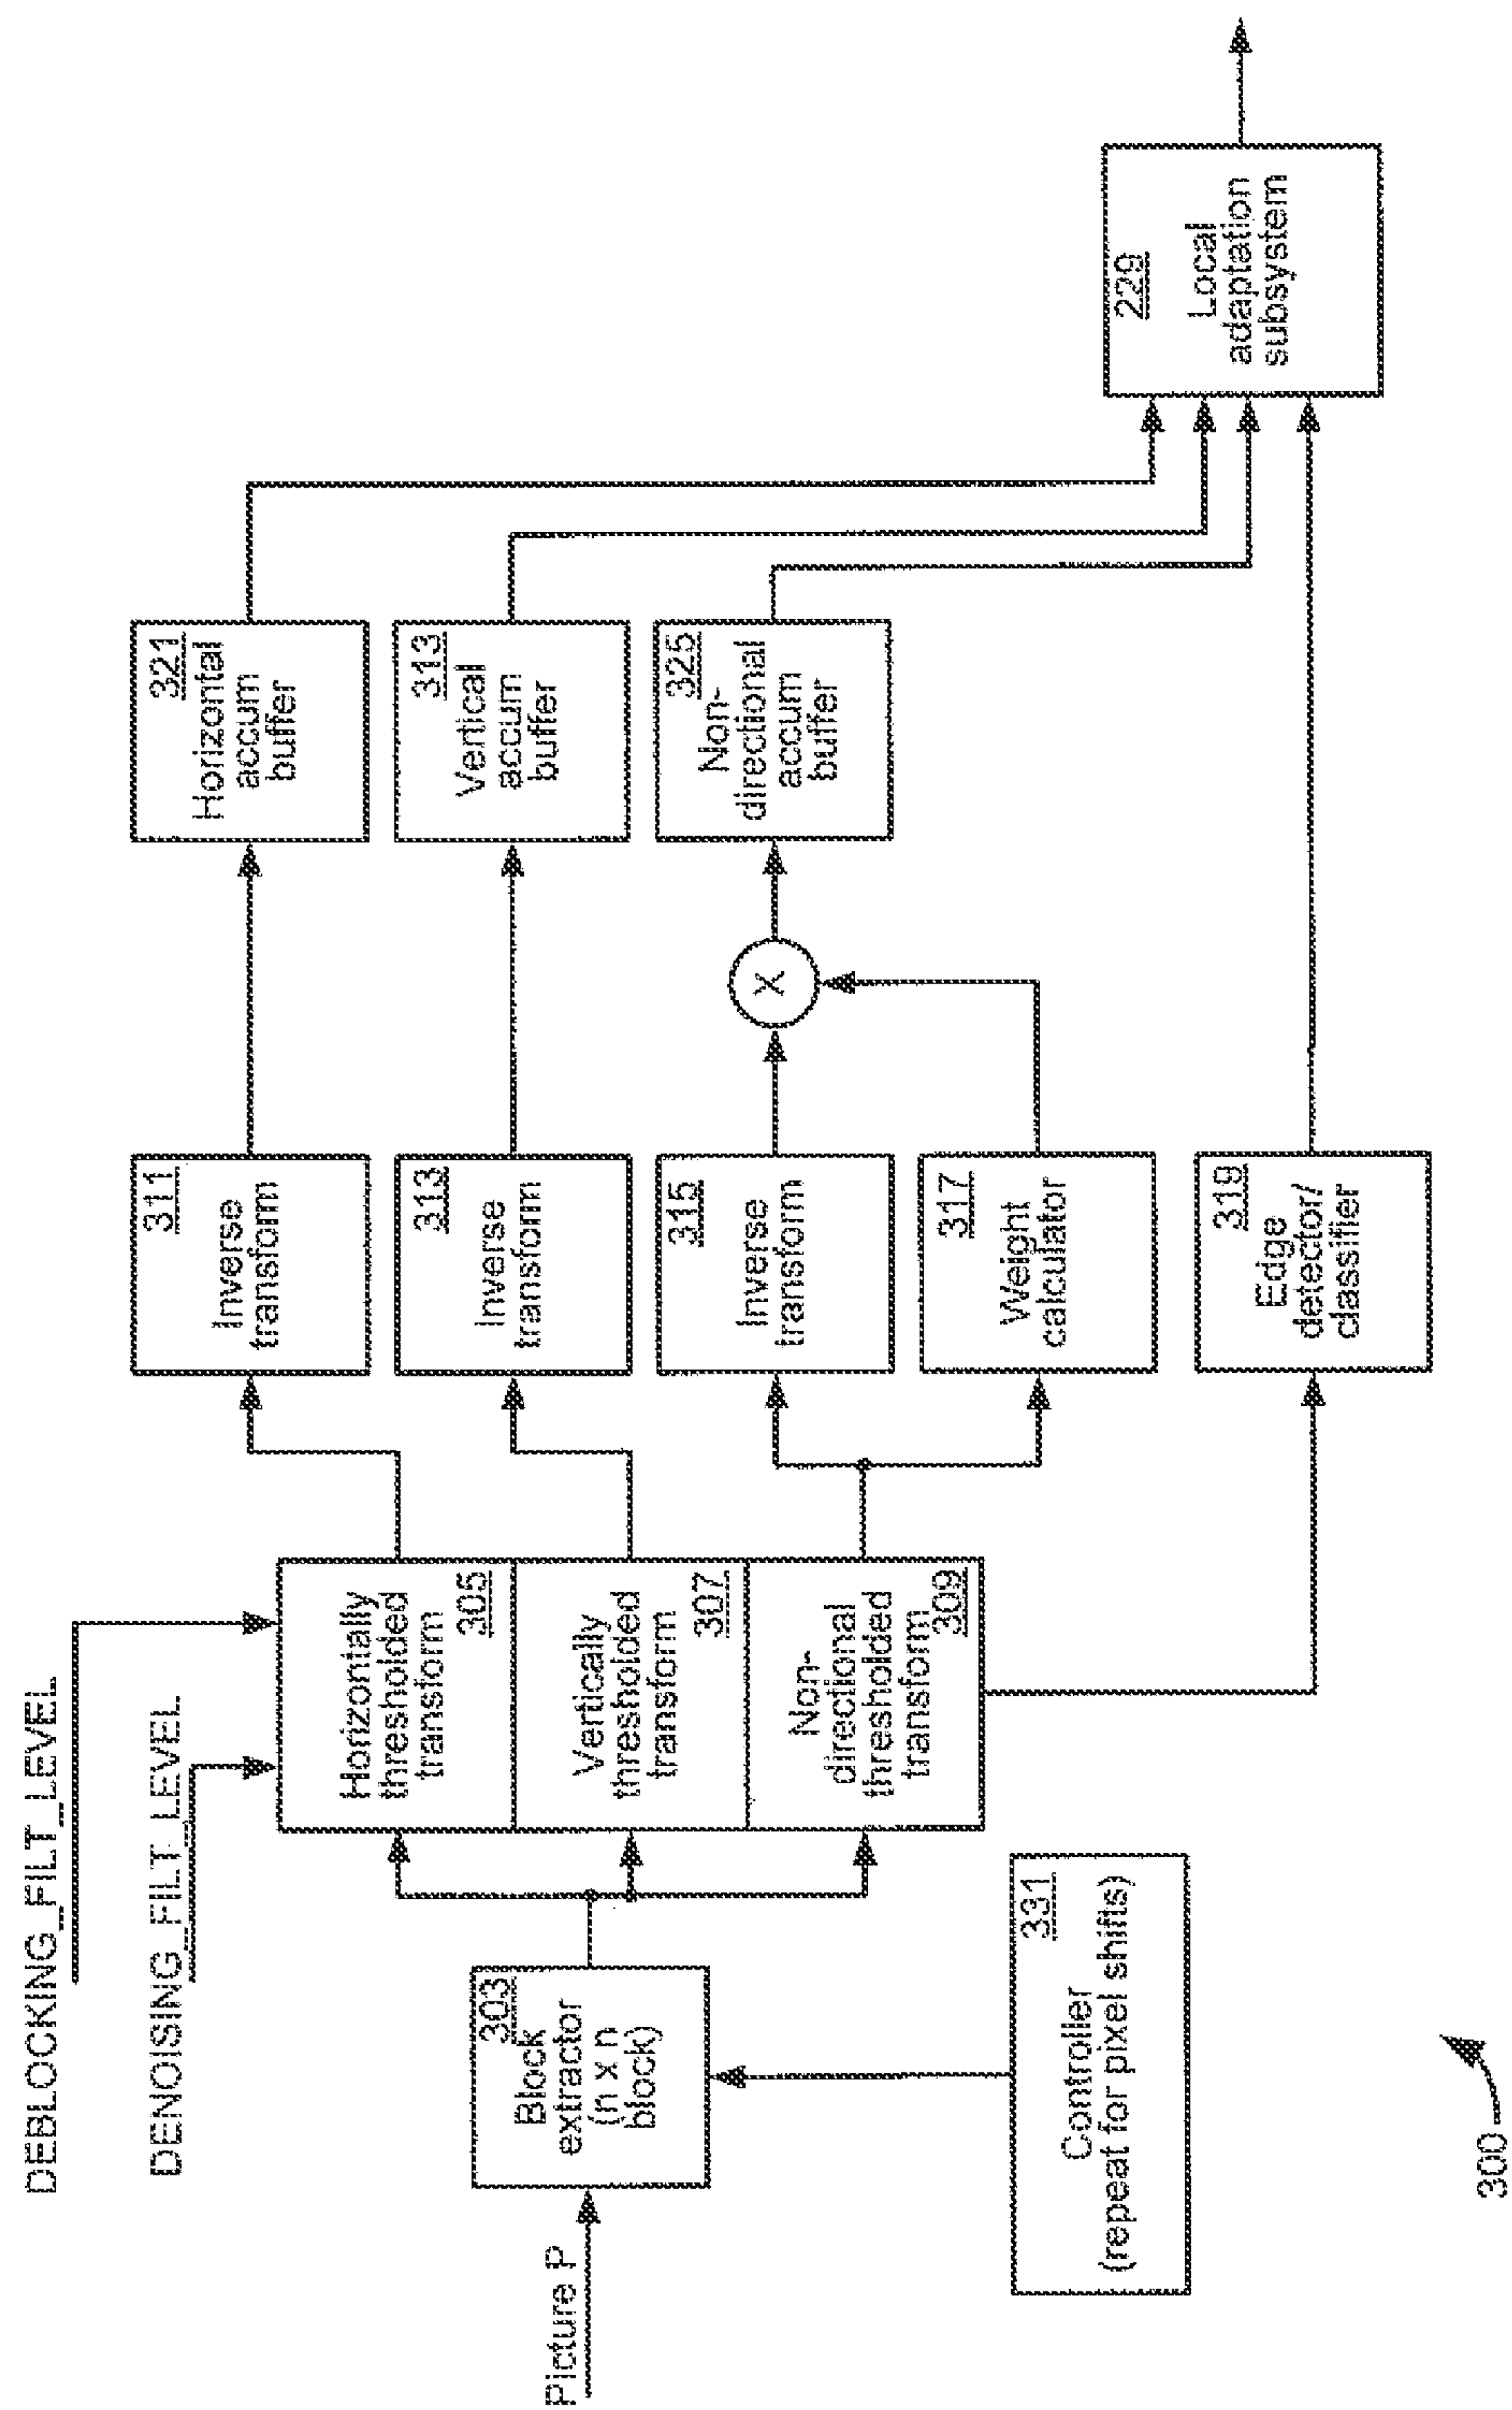 DEBLOCKING_FILT_LEVEL
DENOISING_FILT_LEVEL
Picture P
303
Block
extractor
(n x n
block)
331
Controller
(repeat for pixel shifts)
Horizontally
thresholded
transform
305
Vertically
thresholded
transform
307
Non-
directional
thresholded
transform
309
311
Inverse
transform
313
Inverse
transform
315
Inverse
transform
317
Weight
calculator
319
Edge
detector/
classifier
X
321
Horizontal
accum
buffer
313
Vertical
accum
buffer
325
Non-
directional
accum
buffer
229
Local
adaptation
subsystem
300